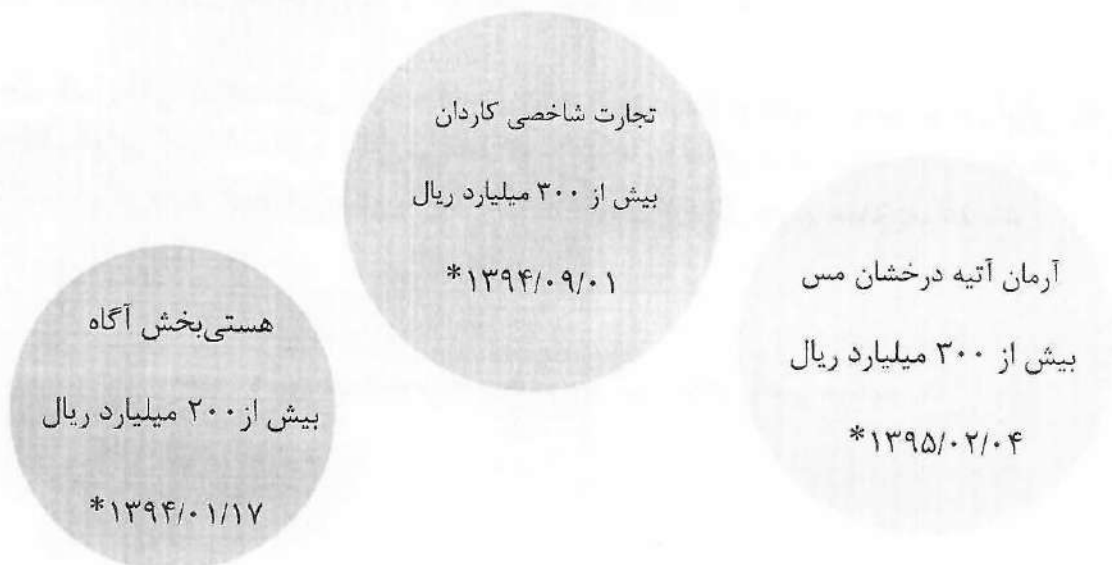 تجارت شاخصی کاردان
بیش از ۳۰۰ میلیارد ریال
*۱۳۹۴/۰۹/۰۱
آرمان آتیه درخشان مس
بیش از ۳۰۰ میلیارد ریال
*۱۳۹۵/۰۲/۰۴
هستی‌بخش آگاه
بیش از ۲۰۰ میلیارد ریال
*۱۳۹۴/۰۱/۱۷